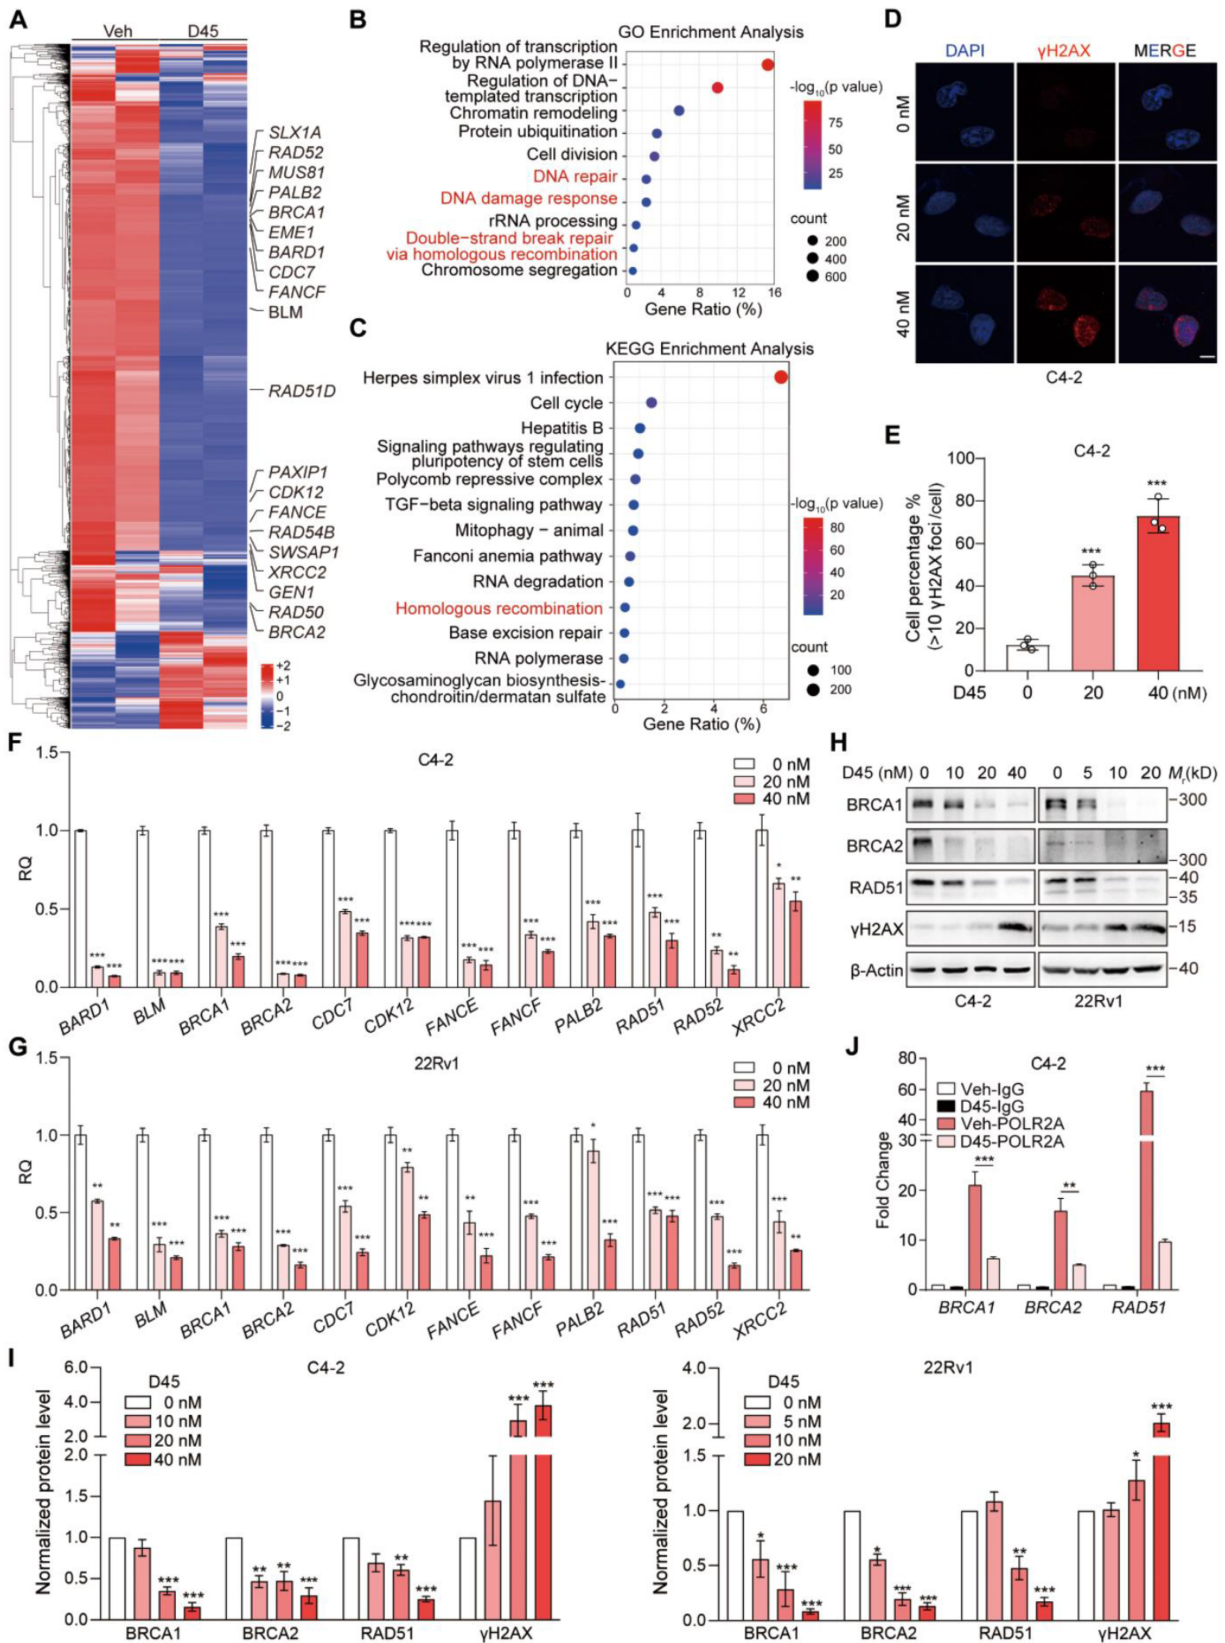 A
Veh D45
SLX1A
RAD52
MUS81
PALB2
BRCA1
EME1
BARD1
CDC7
FANCF
BLM
RAD51D
PAXIP1
CDK12
FANCE
RAD54B
SWSAP1
XRCC2
GEN1
RAD50
BRCA2
+2
+1
0
−1
−2
B
GO Enrichment Analysis
Regulation of transcription
by RNA polymerase II
Regulation of DNA−
templated transcription
Chromatin remodeling
Protein ubiquitination
Cell division
DNA repair
DNA damage response
rRNA processing
Double−strand break repair
via homologous recombination
Chromosome segregation
0 4 8 12 16
Gene Ratio (%)
-log10(p value)
75
50
25
count
200
400
600
C
KEGG Enrichment Analysis
Herpes simplex virus 1 infection
Cell cycle
Hepatitis B
Signaling pathways regulating
pluripotency of stem cells
Polycomb repressive complex
TGF−beta signaling pathway
Mitophagy − animal
Fanconi anemia pathway
RNA degradation
Homologous recombination
Base excision repair
RNA polymerase
Glycosaminoglycan biosynthesis-
chondroitin/dermatan sulfate
0 2 4 6
Gene Ratio (%)
-log10(p value)
80
60
40
20
count
100
200
D
DAPI γH2AX MERGE
0 nM
20 nM
40 nM
C4-2
E
C4-2
Cell percentage %
(>10 γH2AX foci /cell)
100
80
60
40
20
0
*** ***
D45 0 20 40 (nM)
F
C4-2
0 nM
20 nM
40 nM
RQ
1.5
1.0
0.5
0.0
*** *** *** *** *** *** *** *** *** *** *** *** *** *** *** *** *** *** *** *** ** ** * **
BARD1 BLM BRCA1 BRCA2 CDC7 CDK12 FANCE FANCF PALB2 RAD51 RAD52 XRCC2
G
22Rv1
0 nM
20 nM
40 nM
RQ
1.5
1.0
0.5
0.0
** ** *** *** *** *** *** *** *** *** ** ** ** *** *** *** * *** *** *** *** *** *** **
BARD1 BLM BRCA1 BRCA2 CDC7 CDK12 FANCE FANCF PALB2 RAD51 RAD52 XRCC2
H
D45 (nM) 0 10 20 40 0 5 10 20 Mr(kD)
BRCA1 −300
BRCA2 −300
RAD51 −40
−35
γH2AX −15
β-Actin −40
C4-2 22Rv1
J
C4-2
Veh-IgG
D45-IgG
Veh-POLR2A
D45-POLR2A
Fold Change
80
60
40
30
20
10
0
*** ** ***
BRCA1 BRCA2 RAD51
I
C4-2
D45
0 nM
10 nM
20 nM
40 nM
Normalized protein level
6.0
4.0
2.0
2.0
1.5
1.0
0.5
0.0
*** *** ** ** *** ** *** *** ***
BRCA1 BRCA2 RAD51 γH2AX
22Rv1
D45
0 nM
5 nM
10 nM
20 nM
Normalized protein level
4.0
2.0
1.5
1.0
0.5
0.0
* *** *** * *** *** ** *** * ***
BRCA1 BRCA2 RAD51 γH2AX